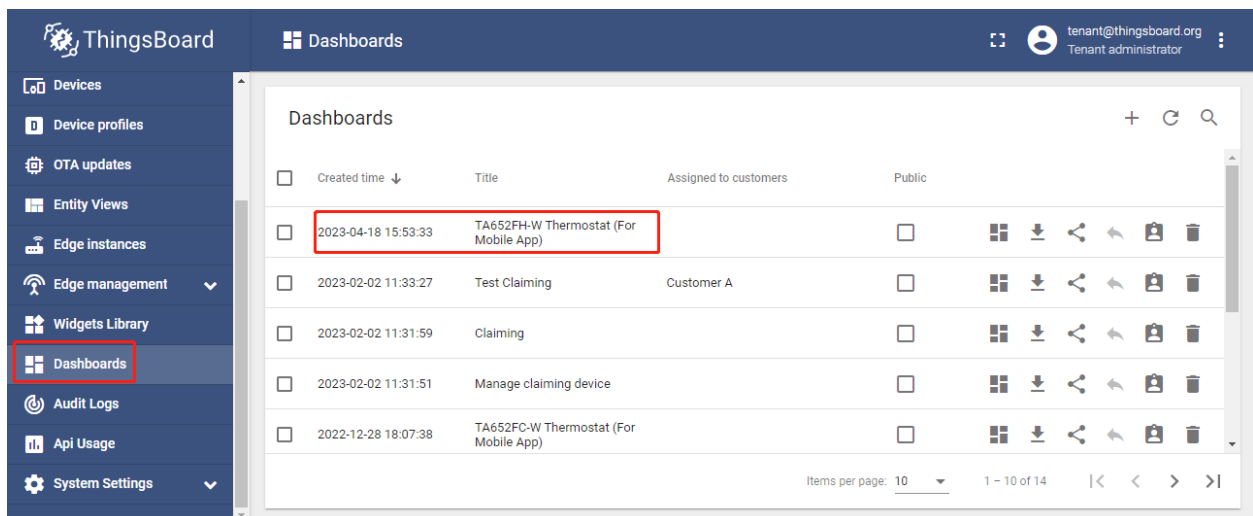 ThingsBoard
Dashboards
tenant@thingsboard.org
Tenant administrator
Devices
Device profiles
OTA updates
Entity Views
Edge instances
Edge management
Widgets Library
Dashboards
Audit Logs
Api Usage
System Settings
Dashboards
Created time Title Assigned to customers Public
2023-04-18 15:53:33 TA652FH-W Thermostat (For
Mobile App)
2023-02-02 11:33:27 Test Claiming Customer A
2023-02-02 11:31:59 Claiming
2023-02-02 11:31:51 Manage claiming device
2022-12-28 18:07:38 TA652FC-W Thermostat (For
Mobile App)
Items per page: 10 1 – 10 of 14